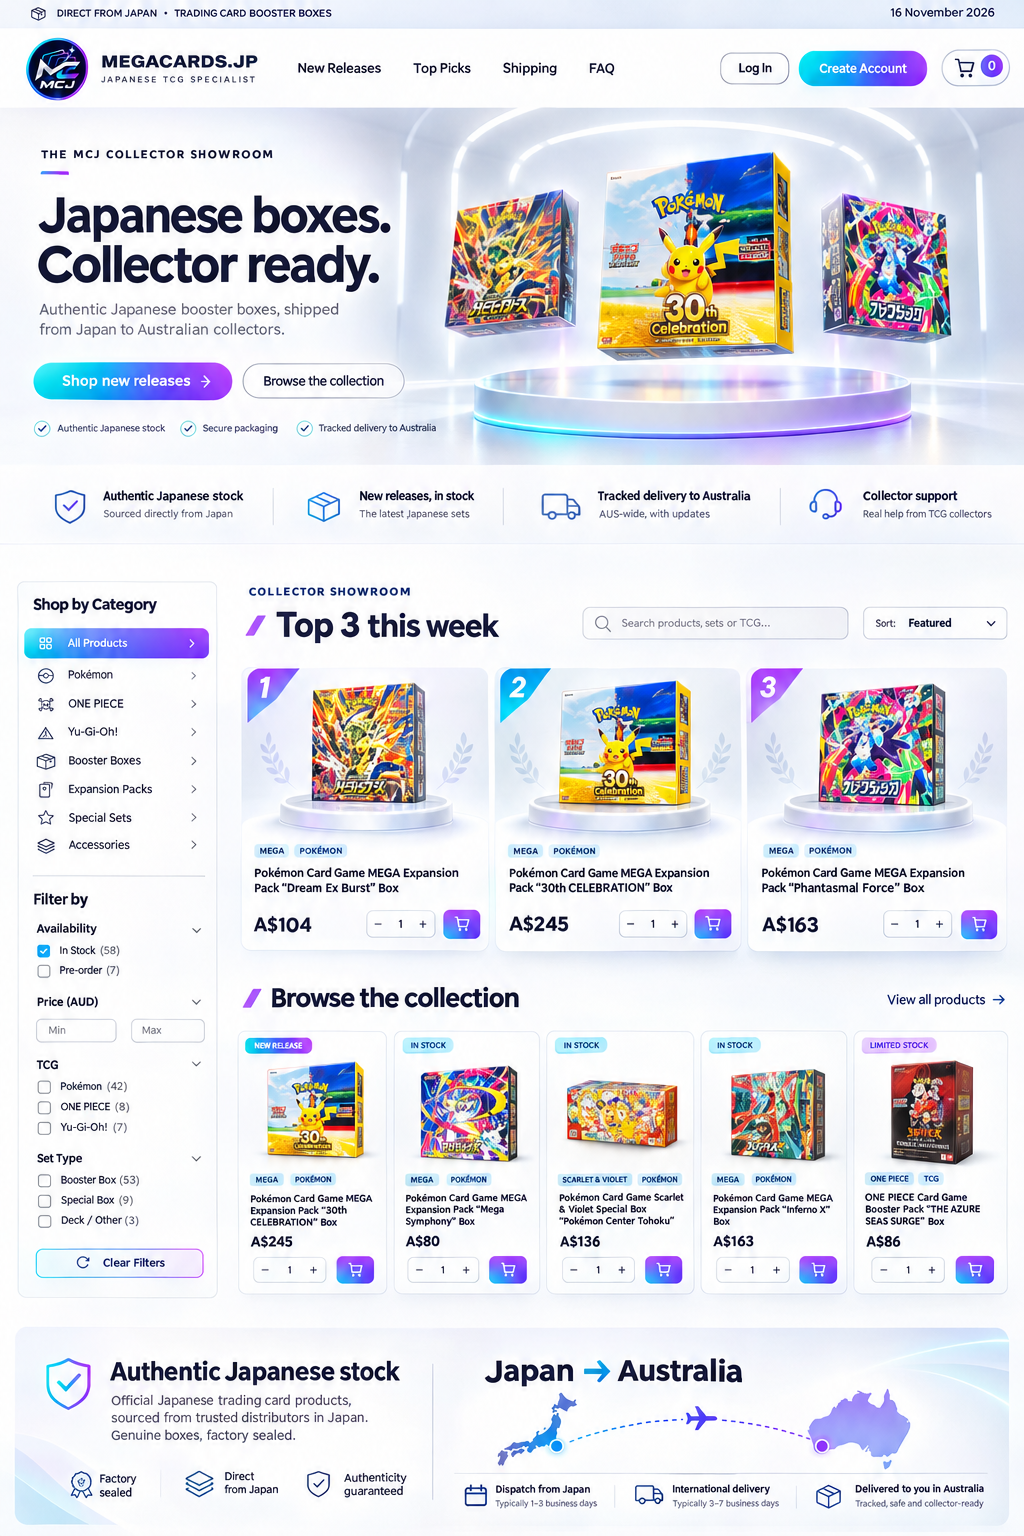 DIRECT FROM JAPAN • TRADING CARD BOOSTER BOXES
16 November 2026
MCJ
MEGACARDS.JP
JAPANESE TCG SPECIALIST
New Releases
Top Picks
Shipping
FAQ
Log In
Create Account
0
THE MCJ COLLECTOR SHOWROOM
Japanese boxes.
Collector ready.
Authentic Japanese booster boxes, shipped
from Japan to Australian collectors.
Shop new releases →
Browse the collection
Authentic Japanese stock
Secure packaging
Tracked delivery to Australia
POKÉMON
30th
Celebration
Authentic Japanese stock
Sourced directly from Japan
New releases, in stock
The latest Japanese sets
Tracked delivery to Australia
AUS-wide, with updates
Collector support
Real help from TCG collectors
Shop by Category
All Products
Pokémon
ONE PIECE
Yu-Gi-Oh!
Booster Boxes
Expansion Packs
Special Sets
Accessories
Filter by
Availability
In Stock (58)
Pre-order (7)
Price (AUD)
Min
Max
TCG
Pokémon (42)
ONE PIECE (8)
Yu-Gi-Oh! (7)
Set Type
Booster Box (53)
Special Box (9)
Deck / Other (3)
Clear Filters
COLLECTOR SHOWROOM
Top 3 this week
Search products, sets or TCG...
Sort: Featured
1
MEGA POKÉMON
Pokémon Card Game MEGA Expansion
Pack “Dream Ex Burst” Box
A$104
− 1 +
2
POKÉMON
30th
Celebration
MEGA POKÉMON
Pokémon Card Game MEGA Expansion
Pack “30th CELEBRATION” Box
A$245
− 1 +
3
MEGA POKÉMON
Pokémon Card Game MEGA Expansion
Pack “Phantasmal Force” Box
A$163
− 1 +
Browse the collection
View all products →
NEW RELEASE
POKÉMON
30th
Celebration
MEGA POKÉMON
Pokémon Card Game MEGA
Expansion Pack “30th
CELEBRATION” Box
A$245
− 1 +
IN STOCK
MEGA POKÉMON
Pokémon Card Game MEGA
Expansion Pack “Mega
Symphony” Box
A$80
− 1 +
IN STOCK
SCARLET & VIOLET POKÉMON
Pokémon Card Game Scarlet
& Violet Special Box
“Pokémon Center Tohoku”
A$136
− 1 +
IN STOCK
MEGA POKÉMON
Pokémon Card Game MEGA
Expansion Pack “Inferno X”
Box
A$163
− 1 +
LIMITED STOCK
ONE PIECE TCG
ONE PIECE Card Game
Booster Pack “THE AZURE
SEAS SURGE” Box
A$86
− 1 +
Authentic Japanese stock
Official Japanese trading card products,
sourced from trusted distributors in Japan.
Genuine boxes, factory sealed.
Factory
sealed
Direct
from Japan
Authenticity
guaranteed
Japan → Australia
Dispatch from Japan
Typically 1–3 business days
International delivery
Typically 3–7 business days
Delivered to you in Australia
Tracked, safe and collector-ready